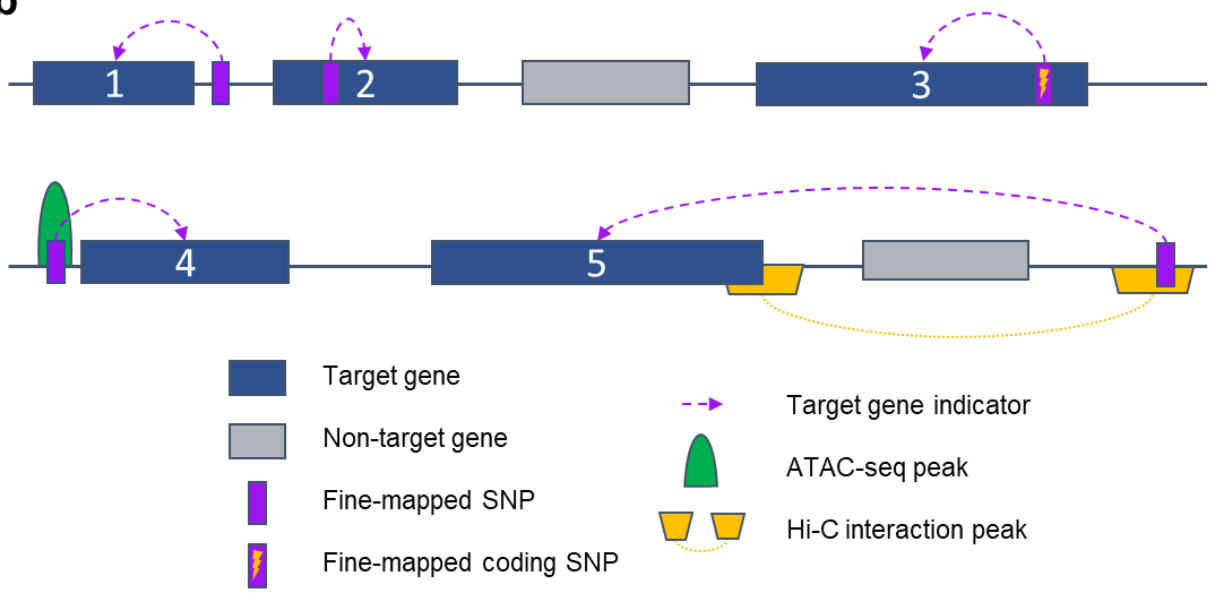 b
1
2
3
4
5
Target gene
Non-target gene
Fine-mapped SNP
Fine-mapped coding SNP
Target gene indicator
ATAC-seq peak
Hi-C interaction peak